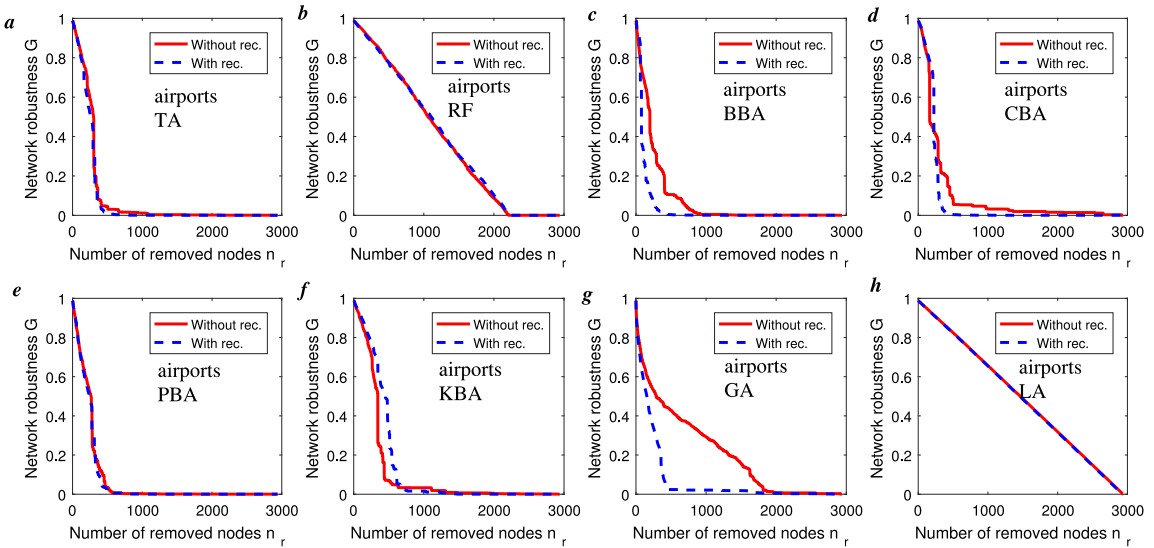 a
1
0.8
0.6
0.4
0.2
0
Network robustness G
Without rec.
With rec.
airports
TA
0 1000 2000 3000
Number of removed nodes n r
b
1
0.8
0.6
0.4
0.2
0
Network robustness G
Without rec.
With rec.
airports
RF
0 1000 2000 3000
Number of removed nodes n r
c
1
0.8
0.6
0.4
0.2
0
Network robustness G
Without rec.
With rec.
airports
BBA
0 1000 2000 3000
Number of removed nodes n r
d
1
0.8
0.6
0.4
0.2
0
Network robustness G
Without rec.
With rec.
airports
CBA
0 1000 2000 3000
Number of removed nodes n r
e
1
0.8
0.6
0.4
0.2
0
Network robustness G
Without rec.
With rec.
airports
PBA
0 1000 2000 3000
Number of removed nodes n r
f
1
0.8
0.6
0.4
0.2
0
Network robustness G
Without rec.
With rec.
airports
KBA
0 1000 2000 3000
Number of removed nodes n r
g
1
0.8
0.6
0.4
0.2
0
Network robustness G
Without rec.
With rec.
airports
GA
0 1000 2000 3000
Number of removed nodes n r
h
1
0.8
0.6
0.4
0.2
0
Network robustness G
Without rec.
With rec.
airports
LA
0 1000 2000 3000
Number of removed nodes n r